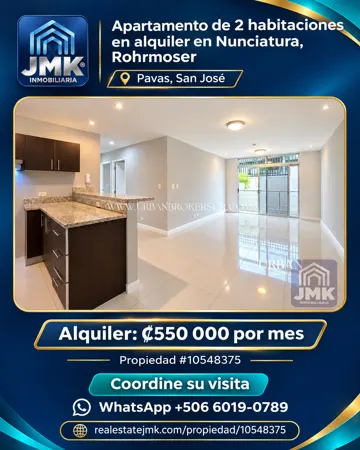 JMK
INMOBILIARIA
Apartamento de 2 habitaciones
en alquiler en Nunciatura,
Rohrmoser
Pavas, San José
JMK
Alquiler: ₡550 000 por mes
Propiedad #10548375
Coordine su visita
WhatsApp +506 6019-0789
realestatejmk.com/propiedad/10548375